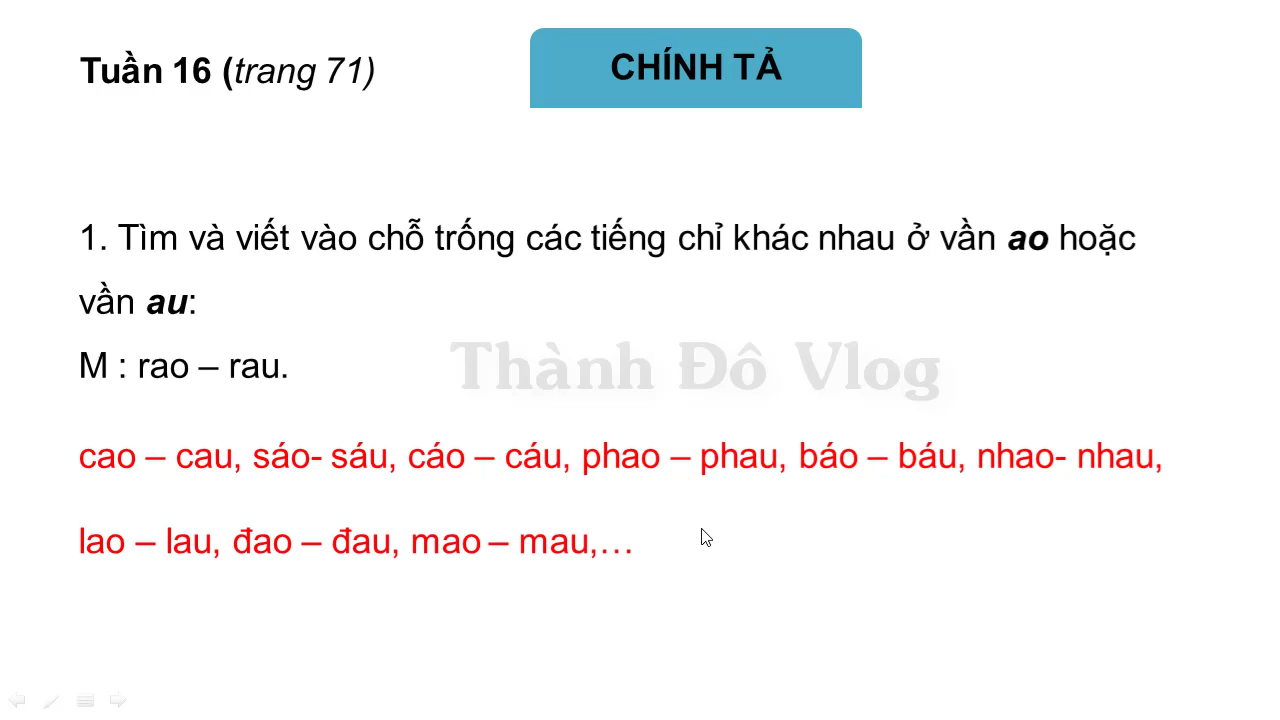 Tuần 16 (trang 71)
CHÍNH TẢ
1. Tìm và viết vào chỗ trống các tiếng chỉ khác nhau ở vần ao hoặc
vần au:
M : rao – rau.
Thành Đô Vlog
cao – cau, sáo- sáu, cáo – cáu, phao – phau, báo – báu, nhao- nhau,
lao – lau, đao – đau, mao – mau,…